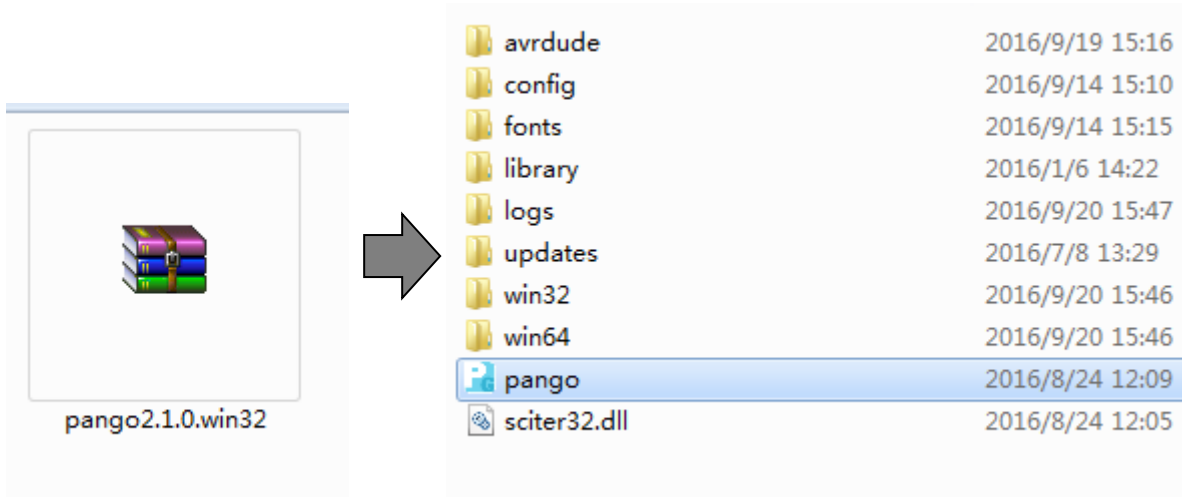 pango2.1.0.win32
avrdude 2016/9/19 15:16
config 2016/9/14 15:10
fonts 2016/9/14 15:15
library 2016/1/6 14:22
logs 2016/9/20 15:47
updates 2016/7/8 13:29
win32 2016/9/20 15:46
win64 2016/9/20 15:46
pango 2016/8/24 12:09
sciter32.dll 2016/8/24 12:05